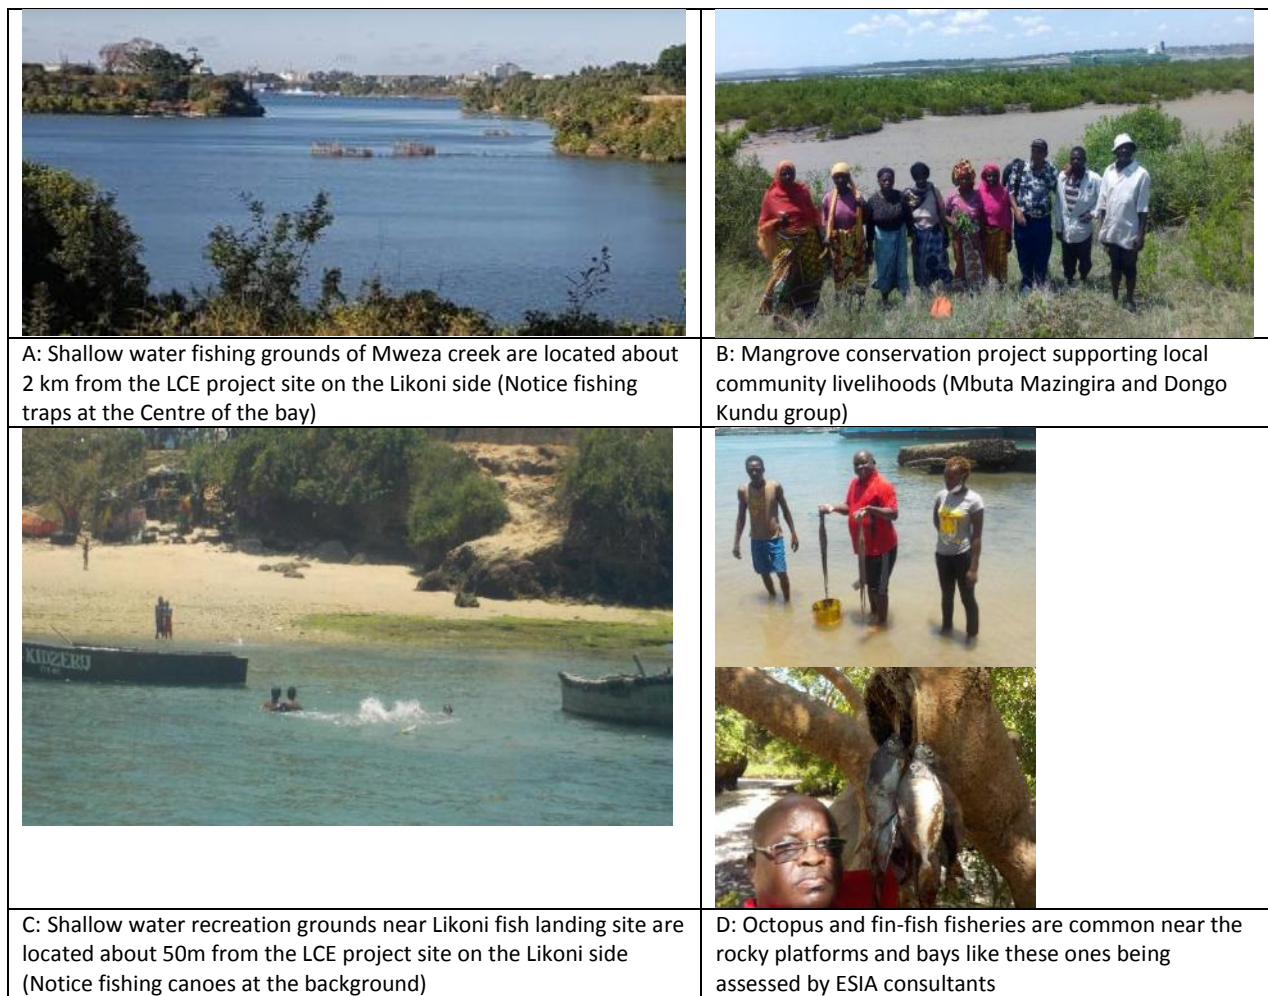 KIDZERU
A: Shallow water fishing grounds of Mweza creek are located about
2 km from the LCE project site on the Likoni side (Notice fishing
traps at the Centre of the bay)
B: Mangrove conservation project supporting local
community livelihoods (Mbuta Mazingira and Dongo
Kundu group)
C: Shallow water recreation grounds near Likoni fish landing site are
located about 50m from the LCE project site on the Likoni side
(Notice fishing canoes at the background)
D: Octopus and fin-fish fisheries are common near the
rocky platforms and bays like these ones being
assessed by ESIA consultants